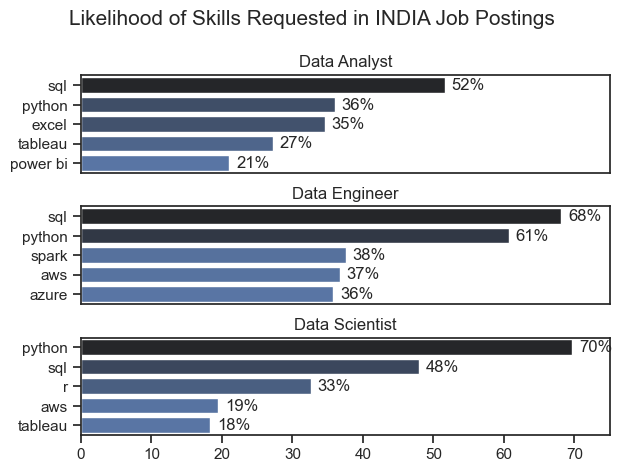 Likelihood of Skills Requested in INDIA Job Postings
Data Analyst
sql 52%
python 36%
excel 35%
tableau 27%
power bi 21%
Data Engineer
sql 68%
python 61%
spark 38%
aws 37%
azure 36%
Data Scientist
python 70%
sql 48%
r 33%
aws 19%
tableau 18%
0 10 20 30 40 50 60 70